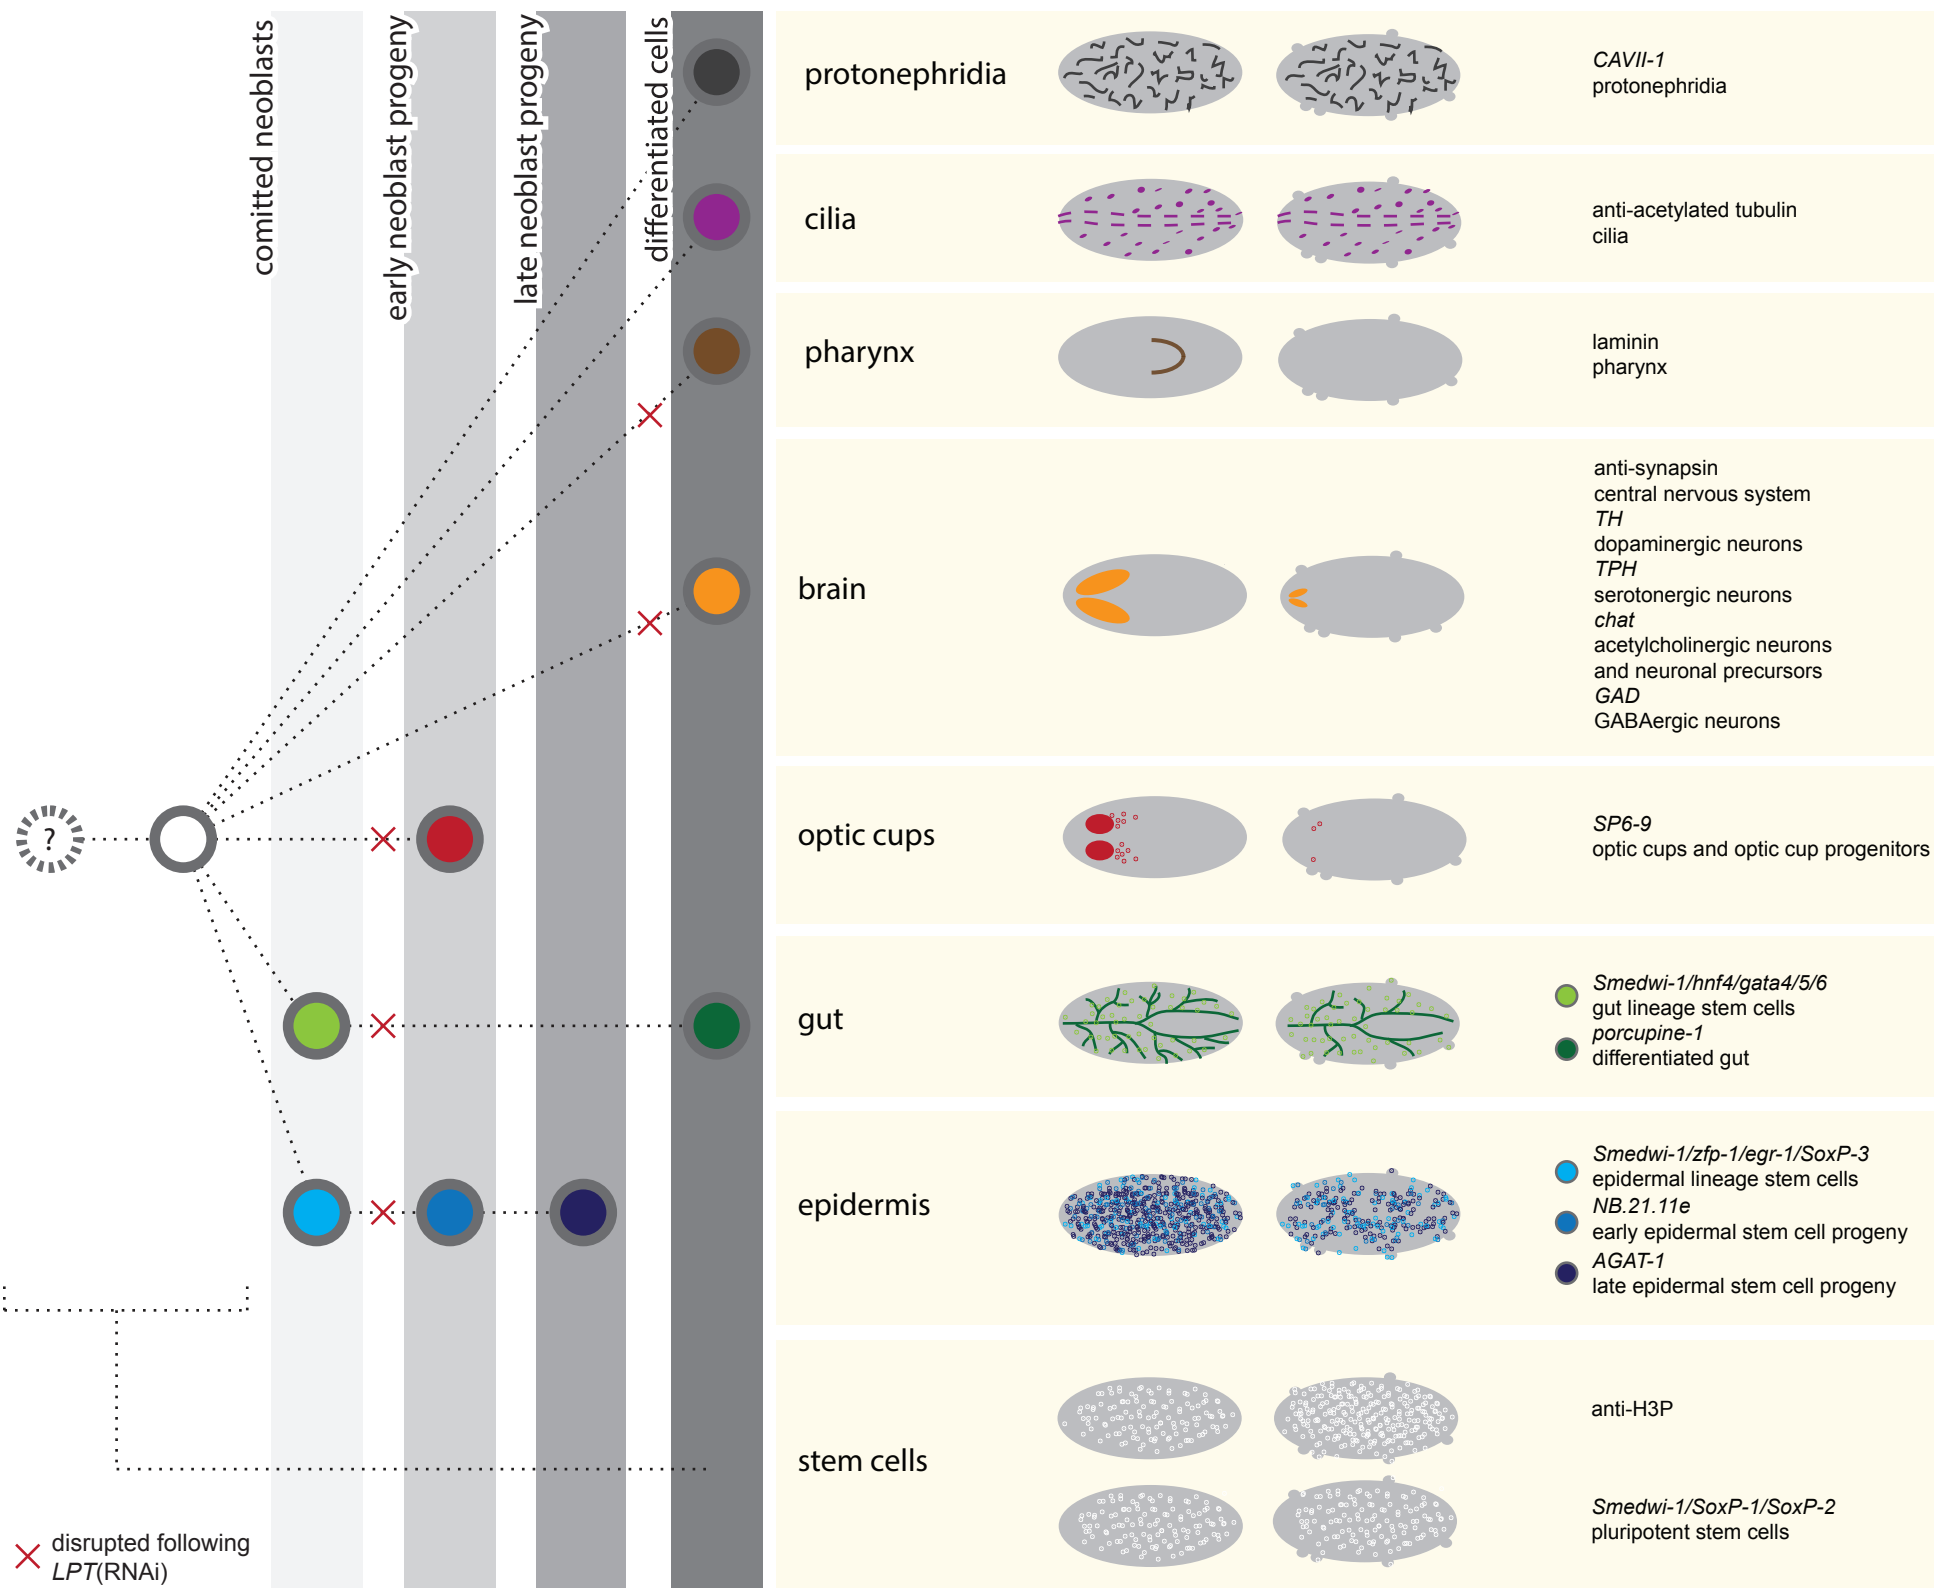 comitted neoblasts
early neoblast progeny
late neoblast progeny
differentiated cells
protonephridia
CAVII-1
protonephridia
cilia
anti-acetylated tubulin
cilia
pharynx
laminin
pharynx
brain
anti-synapsin
central nervous system
TH
dopaminergic neurons
TPH
serotonergic neurons
chat
acetylcholinergic neurons
and neuronal precursors
GAD
GABAergic neurons
?
optic cups
SP6-9
optic cups and optic cup progenitors
gut
Smedwi-1/hnf4/gata4/5/6
gut lineage stem cells
porcupine-1
differentiated gut
epidermis
Smedwi-1/zfp-1/egr-1/SoxP-3
epidermal lineage stem cells
NB.21.11e
early epidermal stem cell progeny
AGAT-1
late epidermal stem cell progeny
stem cells
anti-H3P
Smedwi-1/SoxP-1/SoxP-2
pluripotent stem cells
disrupted following
LPT(RNAi)